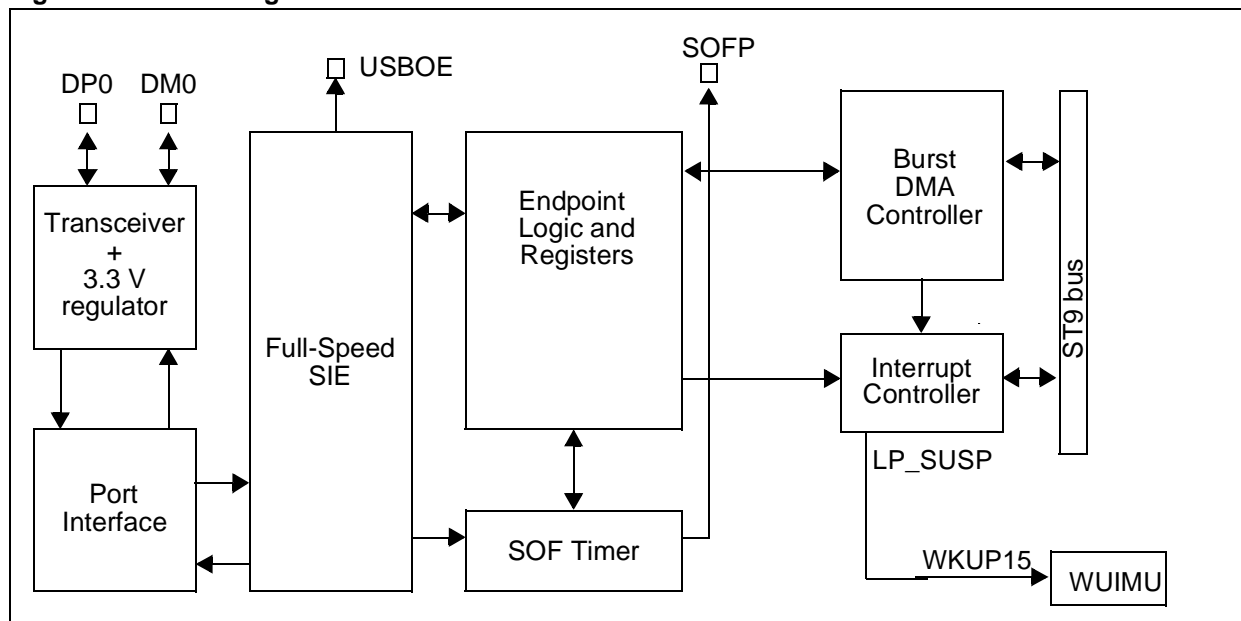 SOFP
USBOE
DP0
DM0
Transceiver
+
3.3 V
regulator
Full-Speed
SIE
Endpoint
Logic and
Registers
Burst
DMA
Controller
ST9 bus
Interrupt
Controller
LP_SUSP
Port
Interface
SOF Timer
WKUP15
WUIMU